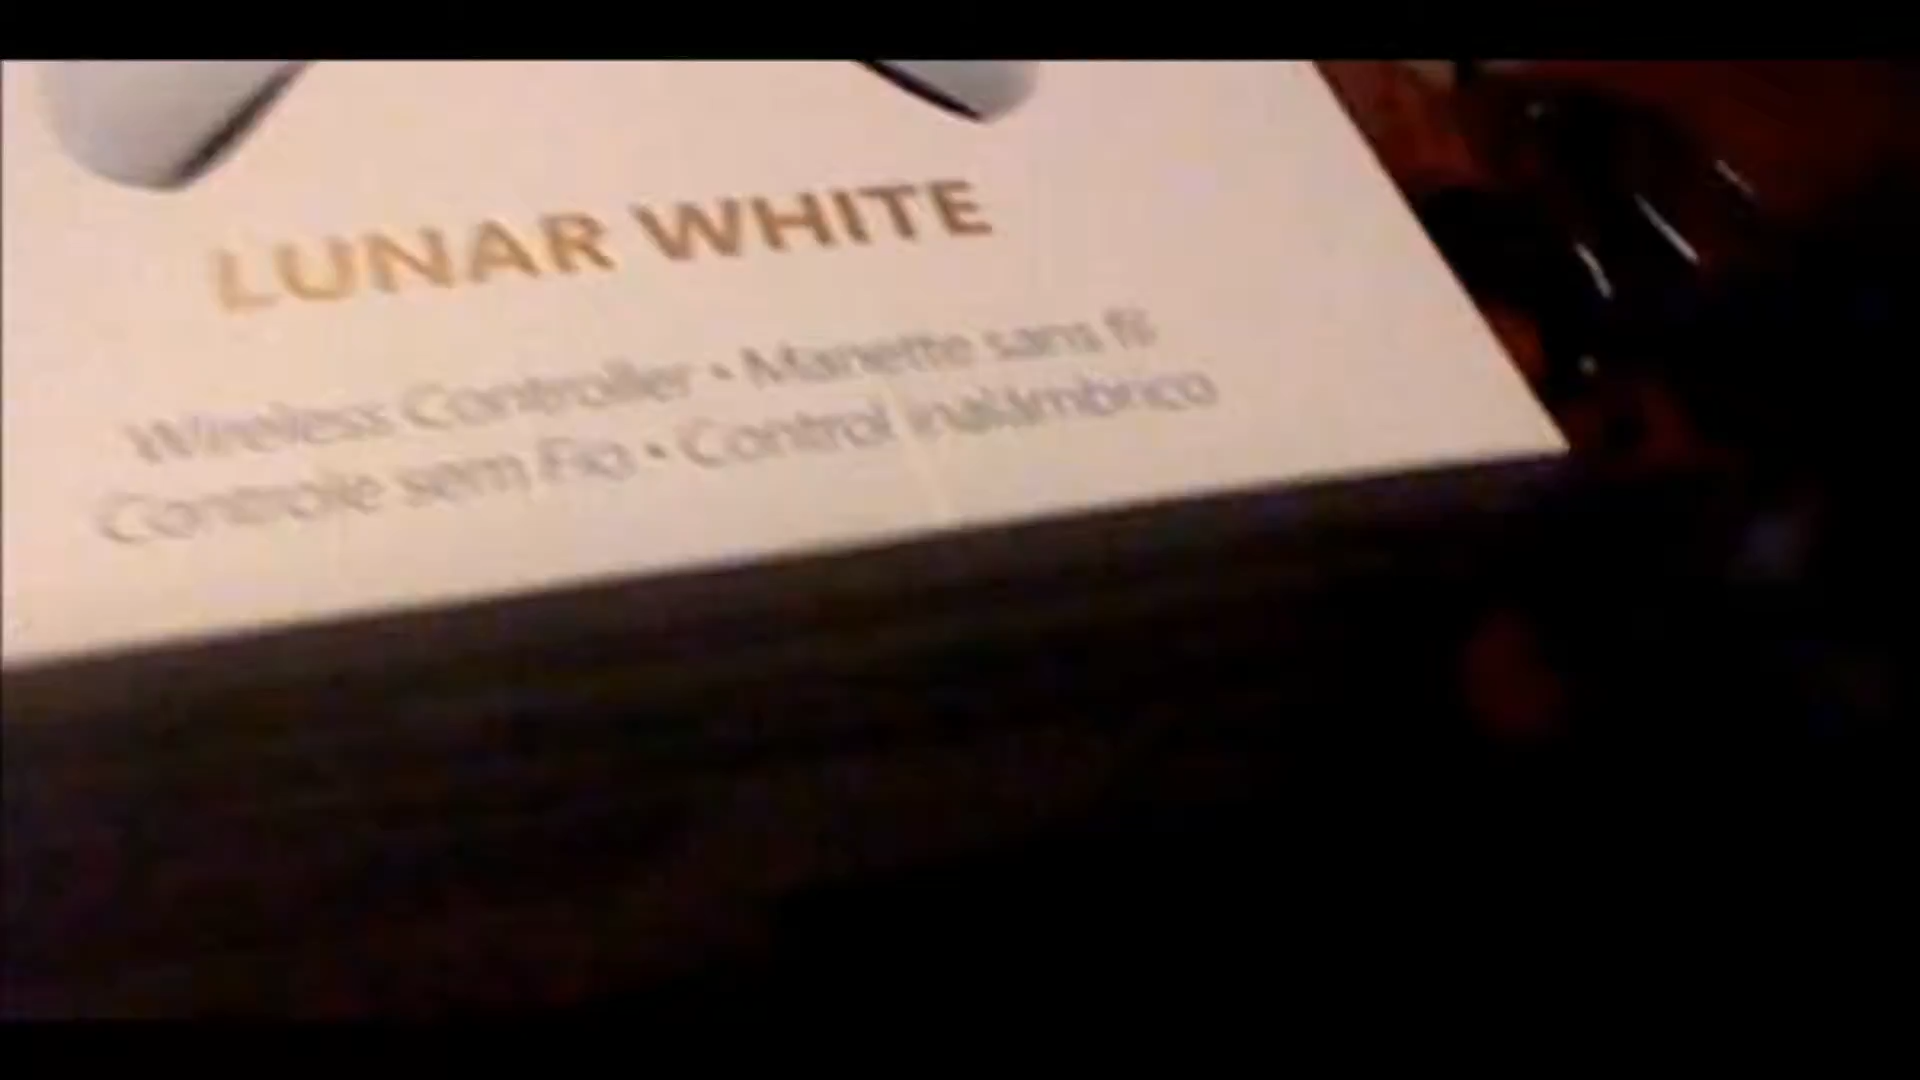 LUNAR WHITE
Wireless Controller • Manette sans fil
Controle sem Fio • Control inalámbrico